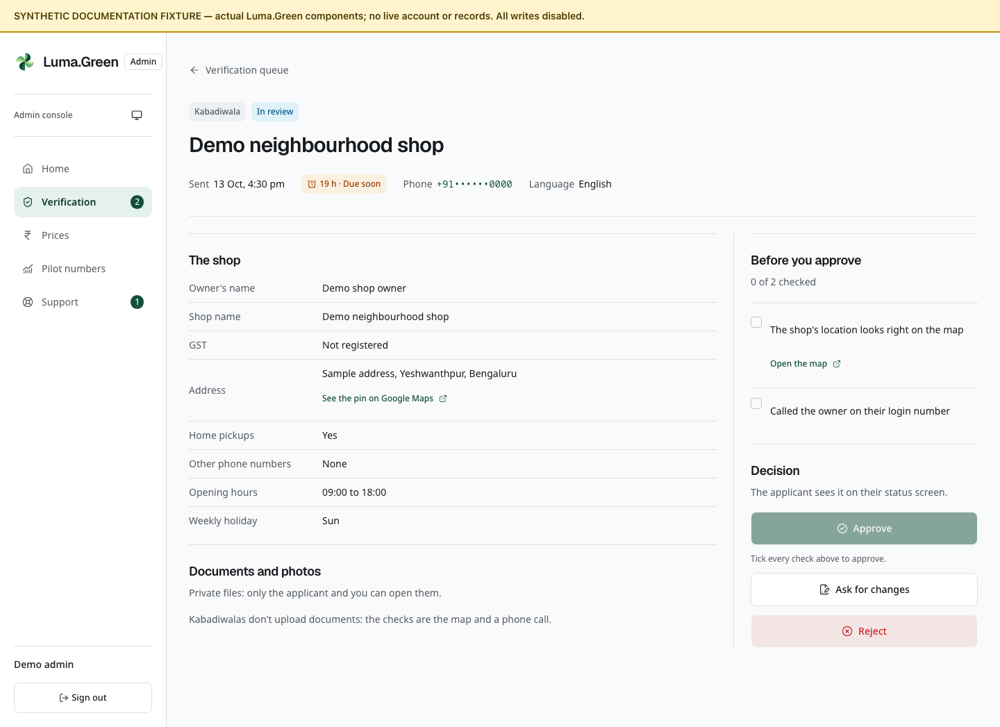 SYNTHETIC DOCUMENTATION FIXTURE — actual Luma.Green components; no live account or records. All writes disabled.
Luma.Green Admin
Admin console
Home
Verification 2
Prices
Pilot numbers
Support 1
Demo admin
Sign out
Verification queue
Kabadiwala In review
Demo neighbourhood shop
Sent 13 Oct, 4:30 pm 19 h · Due soon Phone +91••••••0000 Language English
The shop
Owner's name Demo shop owner
Shop name Demo neighbourhood shop
GST Not registered
Address Sample address, Yeshwanthpur, Bengaluru
See the pin on Google Maps
Home pickups Yes
Other phone numbers None
Opening hours 09:00 to 18:00
Weekly holiday Sun
Documents and photos
Private files: only the applicant and you can open them.
Kabadiwalas don't upload documents: the checks are the map and a phone call.
Before you approve
0 of 2 checked
The shop's location looks right on the map
Open the map
Called the owner on their login number
Decision
The applicant sees it on their status screen.
Approve
Tick every check above to approve.
Ask for changes
Reject